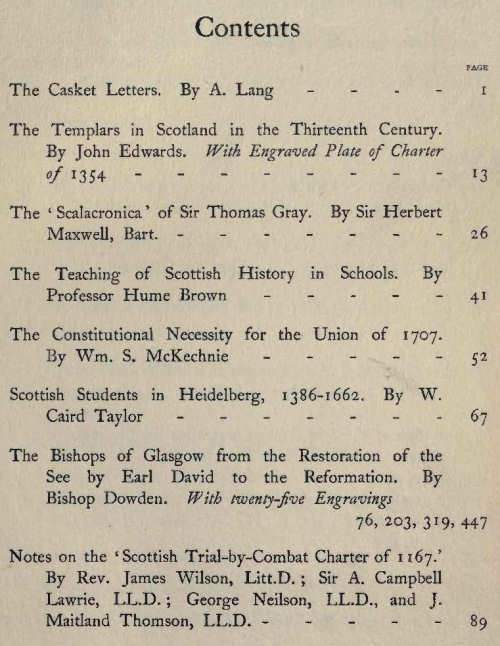 Contents
PAGE
The Casket Letters. By A. Lang - - - - 1
The Templars in Scotland in the Thirteenth Century.
By John Edwards. With Engraved Plate of Charter
of 1354 - - - - - - - - 13
The ‘Scalacronica’ of Sir Thomas Gray. By Sir Herbert
Maxwell, Bart. - - - - - - - 26
The Teaching of Scottish History in Schools. By
Professor Hume Brown - - - - - 41
The Constitutional Necessity for the Union of 1707.
By Wm. S. McKechnie - - - - - 52
Scottish Students in Heidelberg, 1386-1662. By W.
Caird Taylor - - - - - - - 67
The Bishops of Glasgow from the Restoration of the
See by Earl David to the Reformation. By
Bishop Dowden. With twenty-five Engravings
76, 203, 319, 447
Notes on the ‘Scottish Trial-by-Combat Charter of 1167.’
By Rev. James Wilson, Litt.D.; Sir A. Campbell
Lawrie, LL.D.; George Neilson, LL.D., and J.
Maitland Thomson, LL.D. - - - - - 89